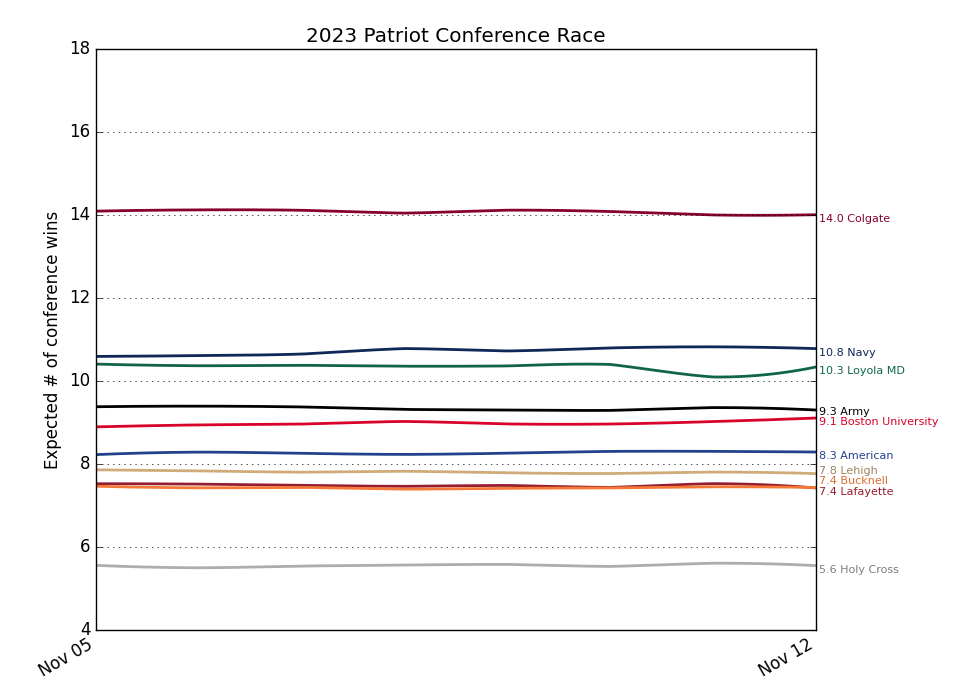 2023 Patriot Conference Race
Expected # of conference wins
18
16
14
12
10
8
6
4
14.0 Colgate
10.8 Navy
10.3 Loyola MD
9.3 Army
9.1 Boston University
8.3 American
7.8 Lehigh
7.4 Bucknell
7.4 Lafayette
5.6 Holy Cross
Nov 05
Nov 12